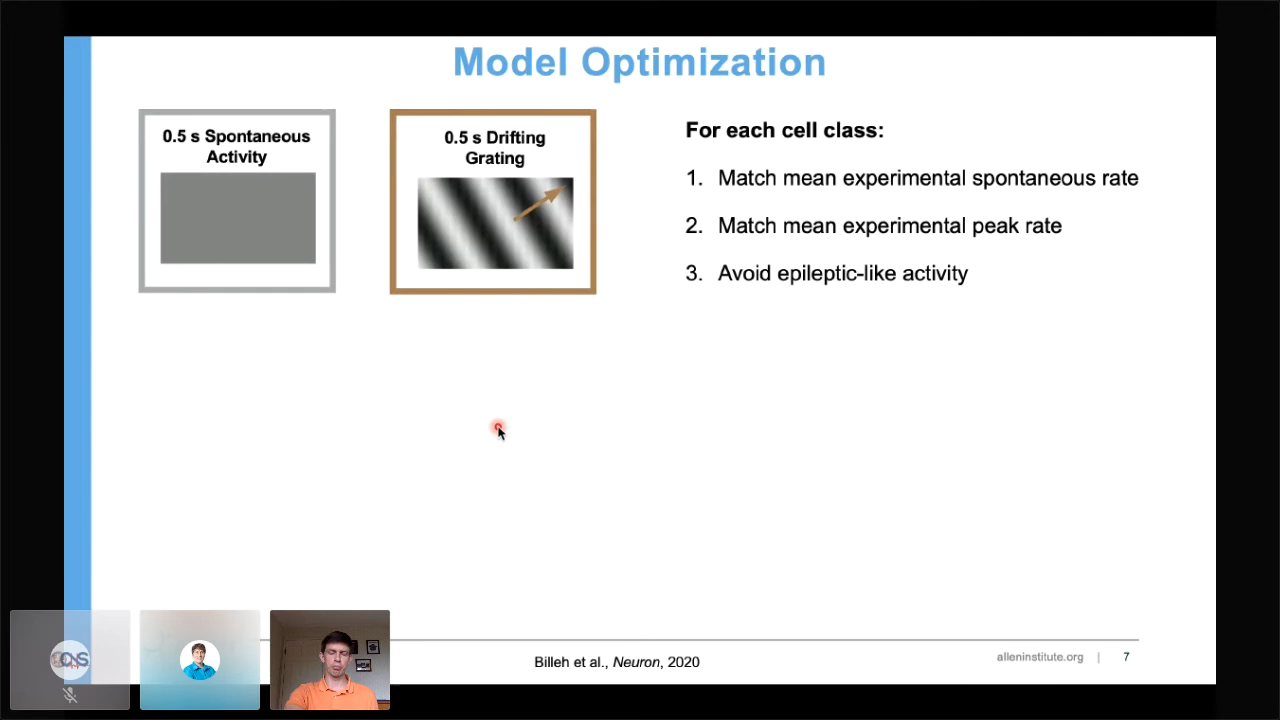 Model Optimization
0.5 s Spontaneous
Activity
0.5 s Drifting
Grating
For each cell class:
1. Match mean experimental spontaneous rate
2. Match mean experimental peak rate
3. Avoid epileptic-like activity
Billeh et al., Neuron, 2020
alleninstitute.org | 7